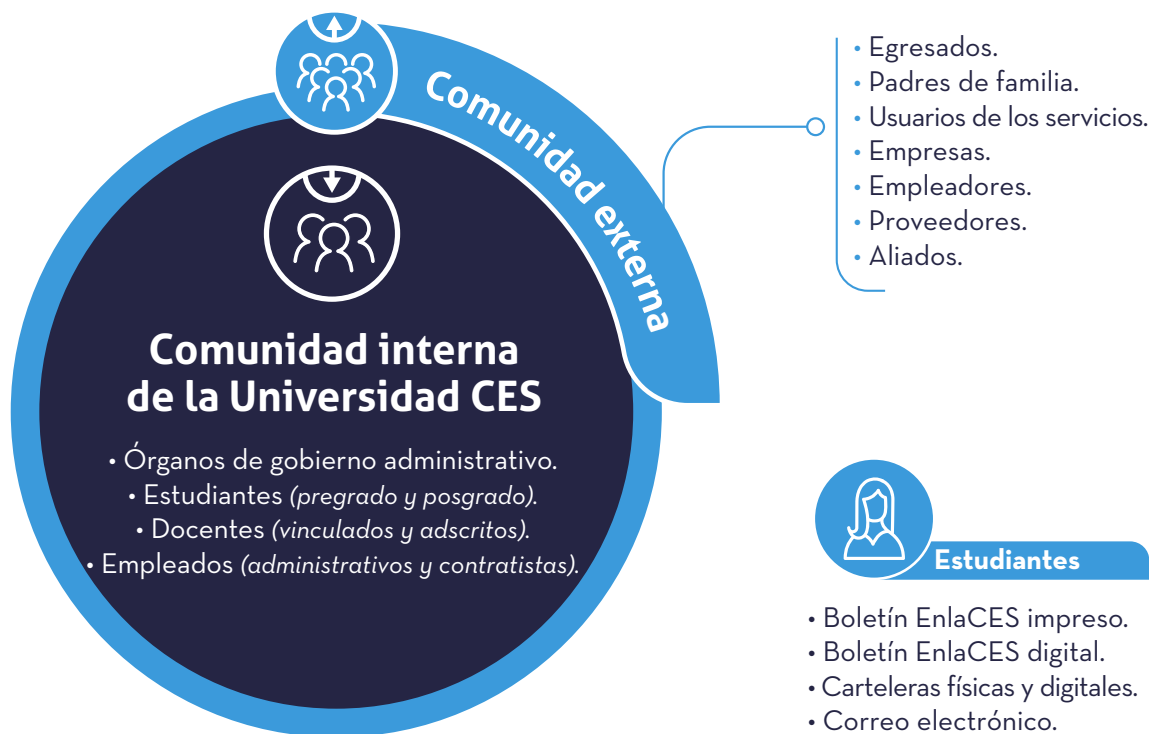 Comunidad externa
• Egresados.
• Padres de familia.
• Usuarios de los servicios.
• Empresas.
• Empleadores.
• Proveedores.
• Aliados.
Comunidad interna
de la Universidad CES
• Órganos de gobierno administrativo.
• Estudiantes (pregrado y posgrado).
• Docentes (vinculados y adscritos).
• Empleados (administrativos y contratistas).
Estudiantes
• Boletín EnlaCES impreso.
• Boletín EnlaCES digital.
• Carteleras físicas y digitales.
• Correo electrónico.